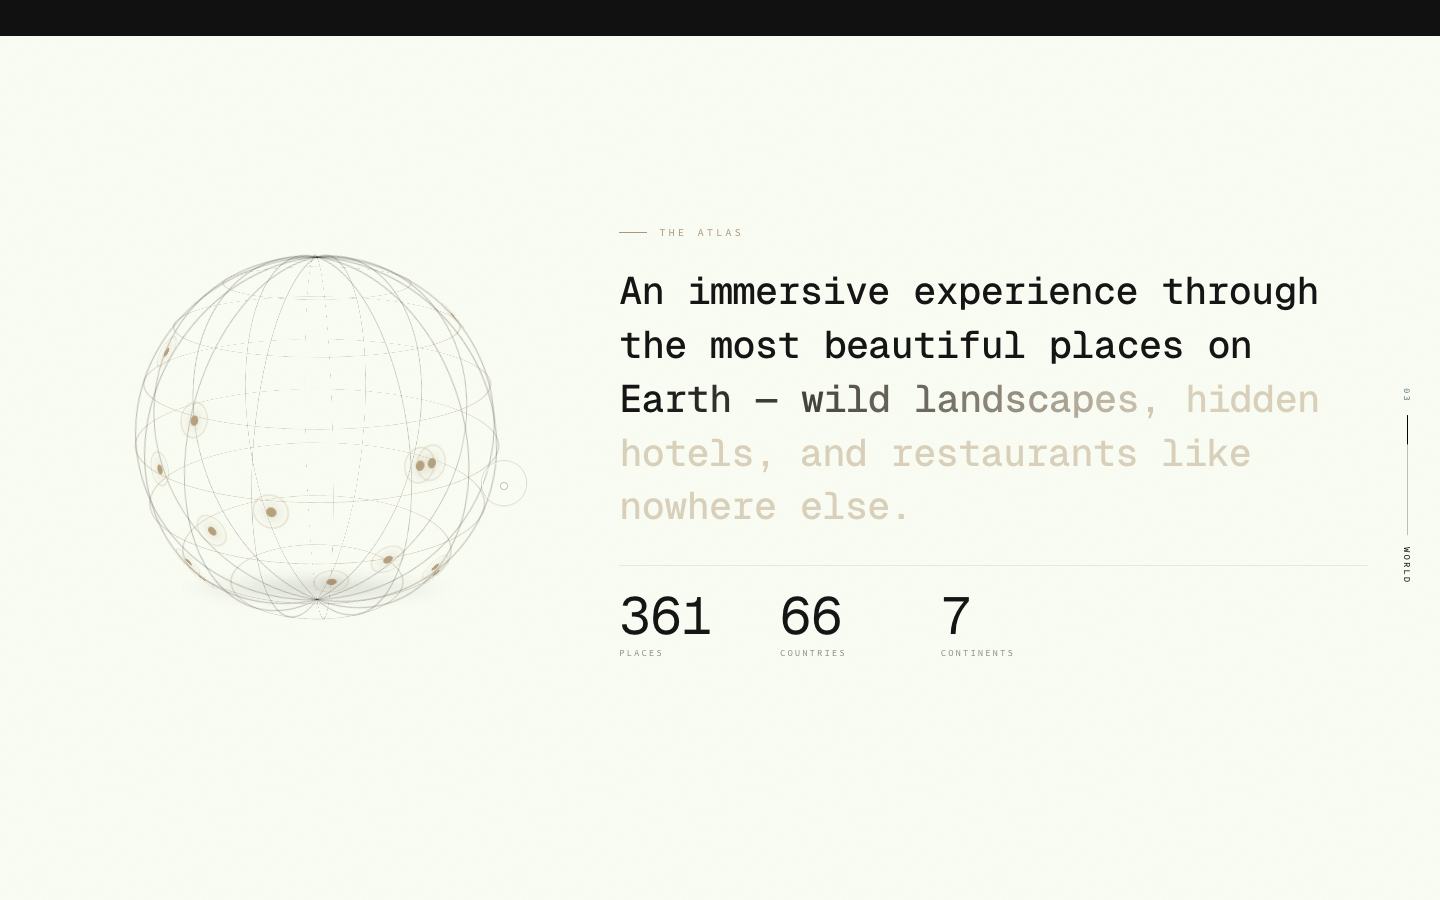 THE ATLAS
An immersive experience through
the most beautiful places on
Earth — wild landscapes, hidden
hotels, and restaurants like
nowhere else.
361
PLACES
66
COUNTRIES
7
CONTINENTS
03
WORLD